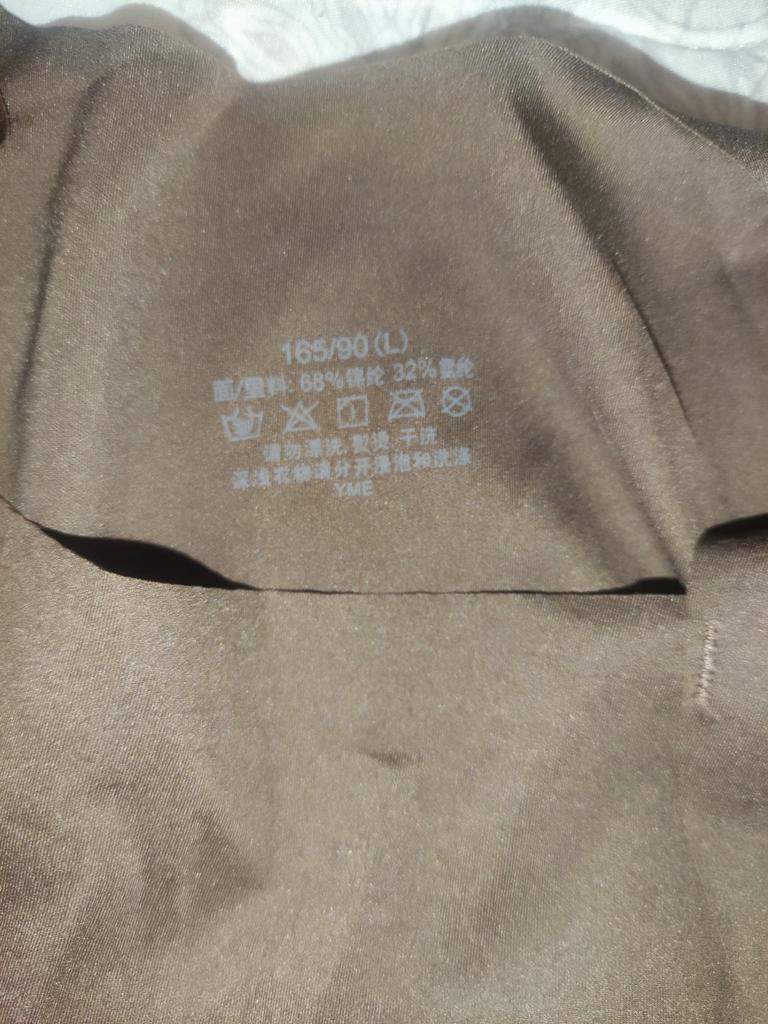 165/90(L)
面/里料: 68%锦纶 32%氨纶
请勿漂洗, 熨烫, 干洗
深浅衣物请分开浸泡和洗涤
YME